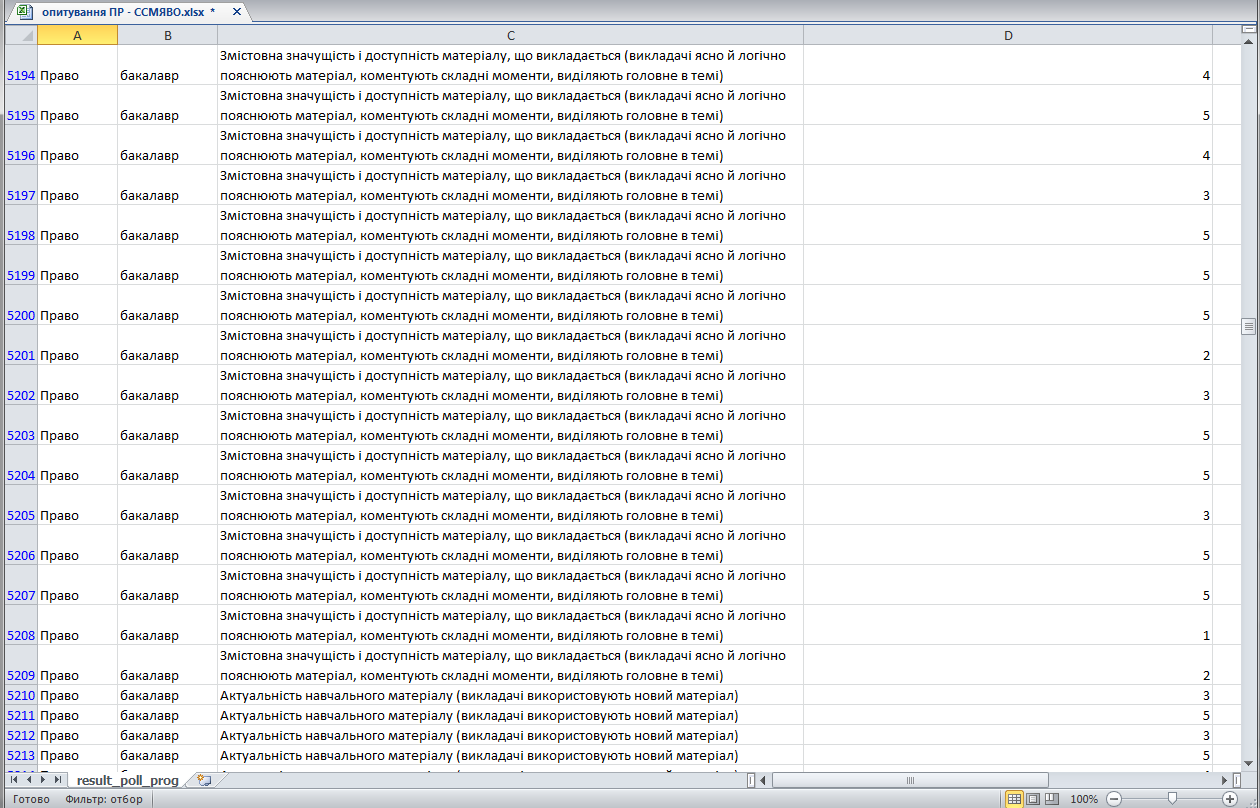 опитування ПР - ССМЯВО.xlsx *
A B C D
Змістовна значущість і доступність матеріалу, що викладається (викладачі ясно й логічно
5194 Право бакалавр пояснюють матеріал, коментують складні моменти, виділяють головне в темі) 4
Змістовна значущість і доступність матеріалу, що викладається (викладачі ясно й логічно
5195 Право бакалавр пояснюють матеріал, коментують складні моменти, виділяють головне в темі) 5
Змістовна значущість і доступність матеріалу, що викладається (викладачі ясно й логічно
5196 Право бакалавр пояснюють матеріал, коментують складні моменти, виділяють головне в темі) 4
Змістовна значущість і доступність матеріалу, що викладається (викладачі ясно й логічно
5197 Право бакалавр пояснюють матеріал, коментують складні моменти, виділяють головне в темі) 3
Змістовна значущість і доступність матеріалу, що викладається (викладачі ясно й логічно
5198 Право бакалавр пояснюють матеріал, коментують складні моменти, виділяють головне в темі) 5
Змістовна значущість і доступність матеріалу, що викладається (викладачі ясно й логічно
5199 Право бакалавр пояснюють матеріал, коментують складні моменти, виділяють головне в темі) 5
Змістовна значущість і доступність матеріалу, що викладається (викладачі ясно й логічно
5200 Право бакалавр пояснюють матеріал, коментують складні моменти, виділяють головне в темі) 5
Змістовна значущість і доступність матеріалу, що викладається (викладачі ясно й логічно
5201 Право бакалавр пояснюють матеріал, коментують складні моменти, виділяють головне в темі) 2
Змістовна значущість і доступність матеріалу, що викладається (викладачі ясно й логічно
5202 Право бакалавр пояснюють матеріал, коментують складні моменти, виділяють головне в темі) 3
Змістовна значущість і доступність матеріалу, що викладається (викладачі ясно й логічно
5203 Право бакалавр пояснюють матеріал, коментують складні моменти, виділяють головне в темі) 5
Змістовна значущість і доступність матеріалу, що викладається (викладачі ясно й логічно
5204 Право бакалавр пояснюють матеріал, коментують складні моменти, виділяють головне в темі) 5
Змістовна значущість і доступність матеріалу, що викладається (викладачі ясно й логічно
5205 Право бакалавр пояснюють матеріал, коментують складні моменти, виділяють головне в темі) 3
Змістовна значущість і доступність матеріалу, що викладається (викладачі ясно й логічно
5206 Право бакалавр пояснюють матеріал, коментують складні моменти, виділяють головне в темі) 5
Змістовна значущість і доступність матеріалу, що викладається (викладачі ясно й логічно
5207 Право бакалавр пояснюють матеріал, коментують складні моменти, виділяють головне в темі) 5
Змістовна значущість і доступність матеріалу, що викладається (викладачі ясно й логічно
5208 Право бакалавр пояснюють матеріал, коментують складні моменти, виділяють головне в темі) 1
Змістовна значущість і доступність матеріалу, що викладається (викладачі ясно й логічно
5209 Право бакалавр пояснюють матеріал, коментують складні моменти, виділяють головне в темі) 2
5210 Право бакалавр Актуальність навчального матеріалу (викладачі використовують новий матеріал) 3
5211 Право бакалавр Актуальність навчального матеріалу (викладачі використовують новий матеріал) 5
5212 Право бакалавр Актуальність навчального матеріалу (викладачі використовують новий матеріал) 3
5213 Право бакалавр Актуальність навчального матеріалу (викладачі використовують новий матеріал) 5
result_poll_prog
Готово Фильтр: отбор 100%